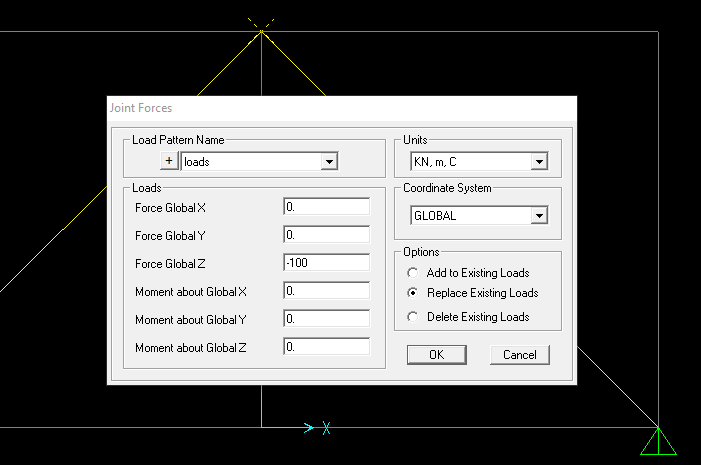 Joint Forces
Load Pattern Name
+ loads
Units
KN, m, C
Loads
Force Global X 0.
Force Global Y 0.
Force Global Z -100
Moment about Global X 0.
Moment about Global Y 0.
Moment about Global Z 0.
Coordinate System
GLOBAL
Options
Add to Existing Loads
Replace Existing Loads
Delete Existing Loads
OK Cancel
X